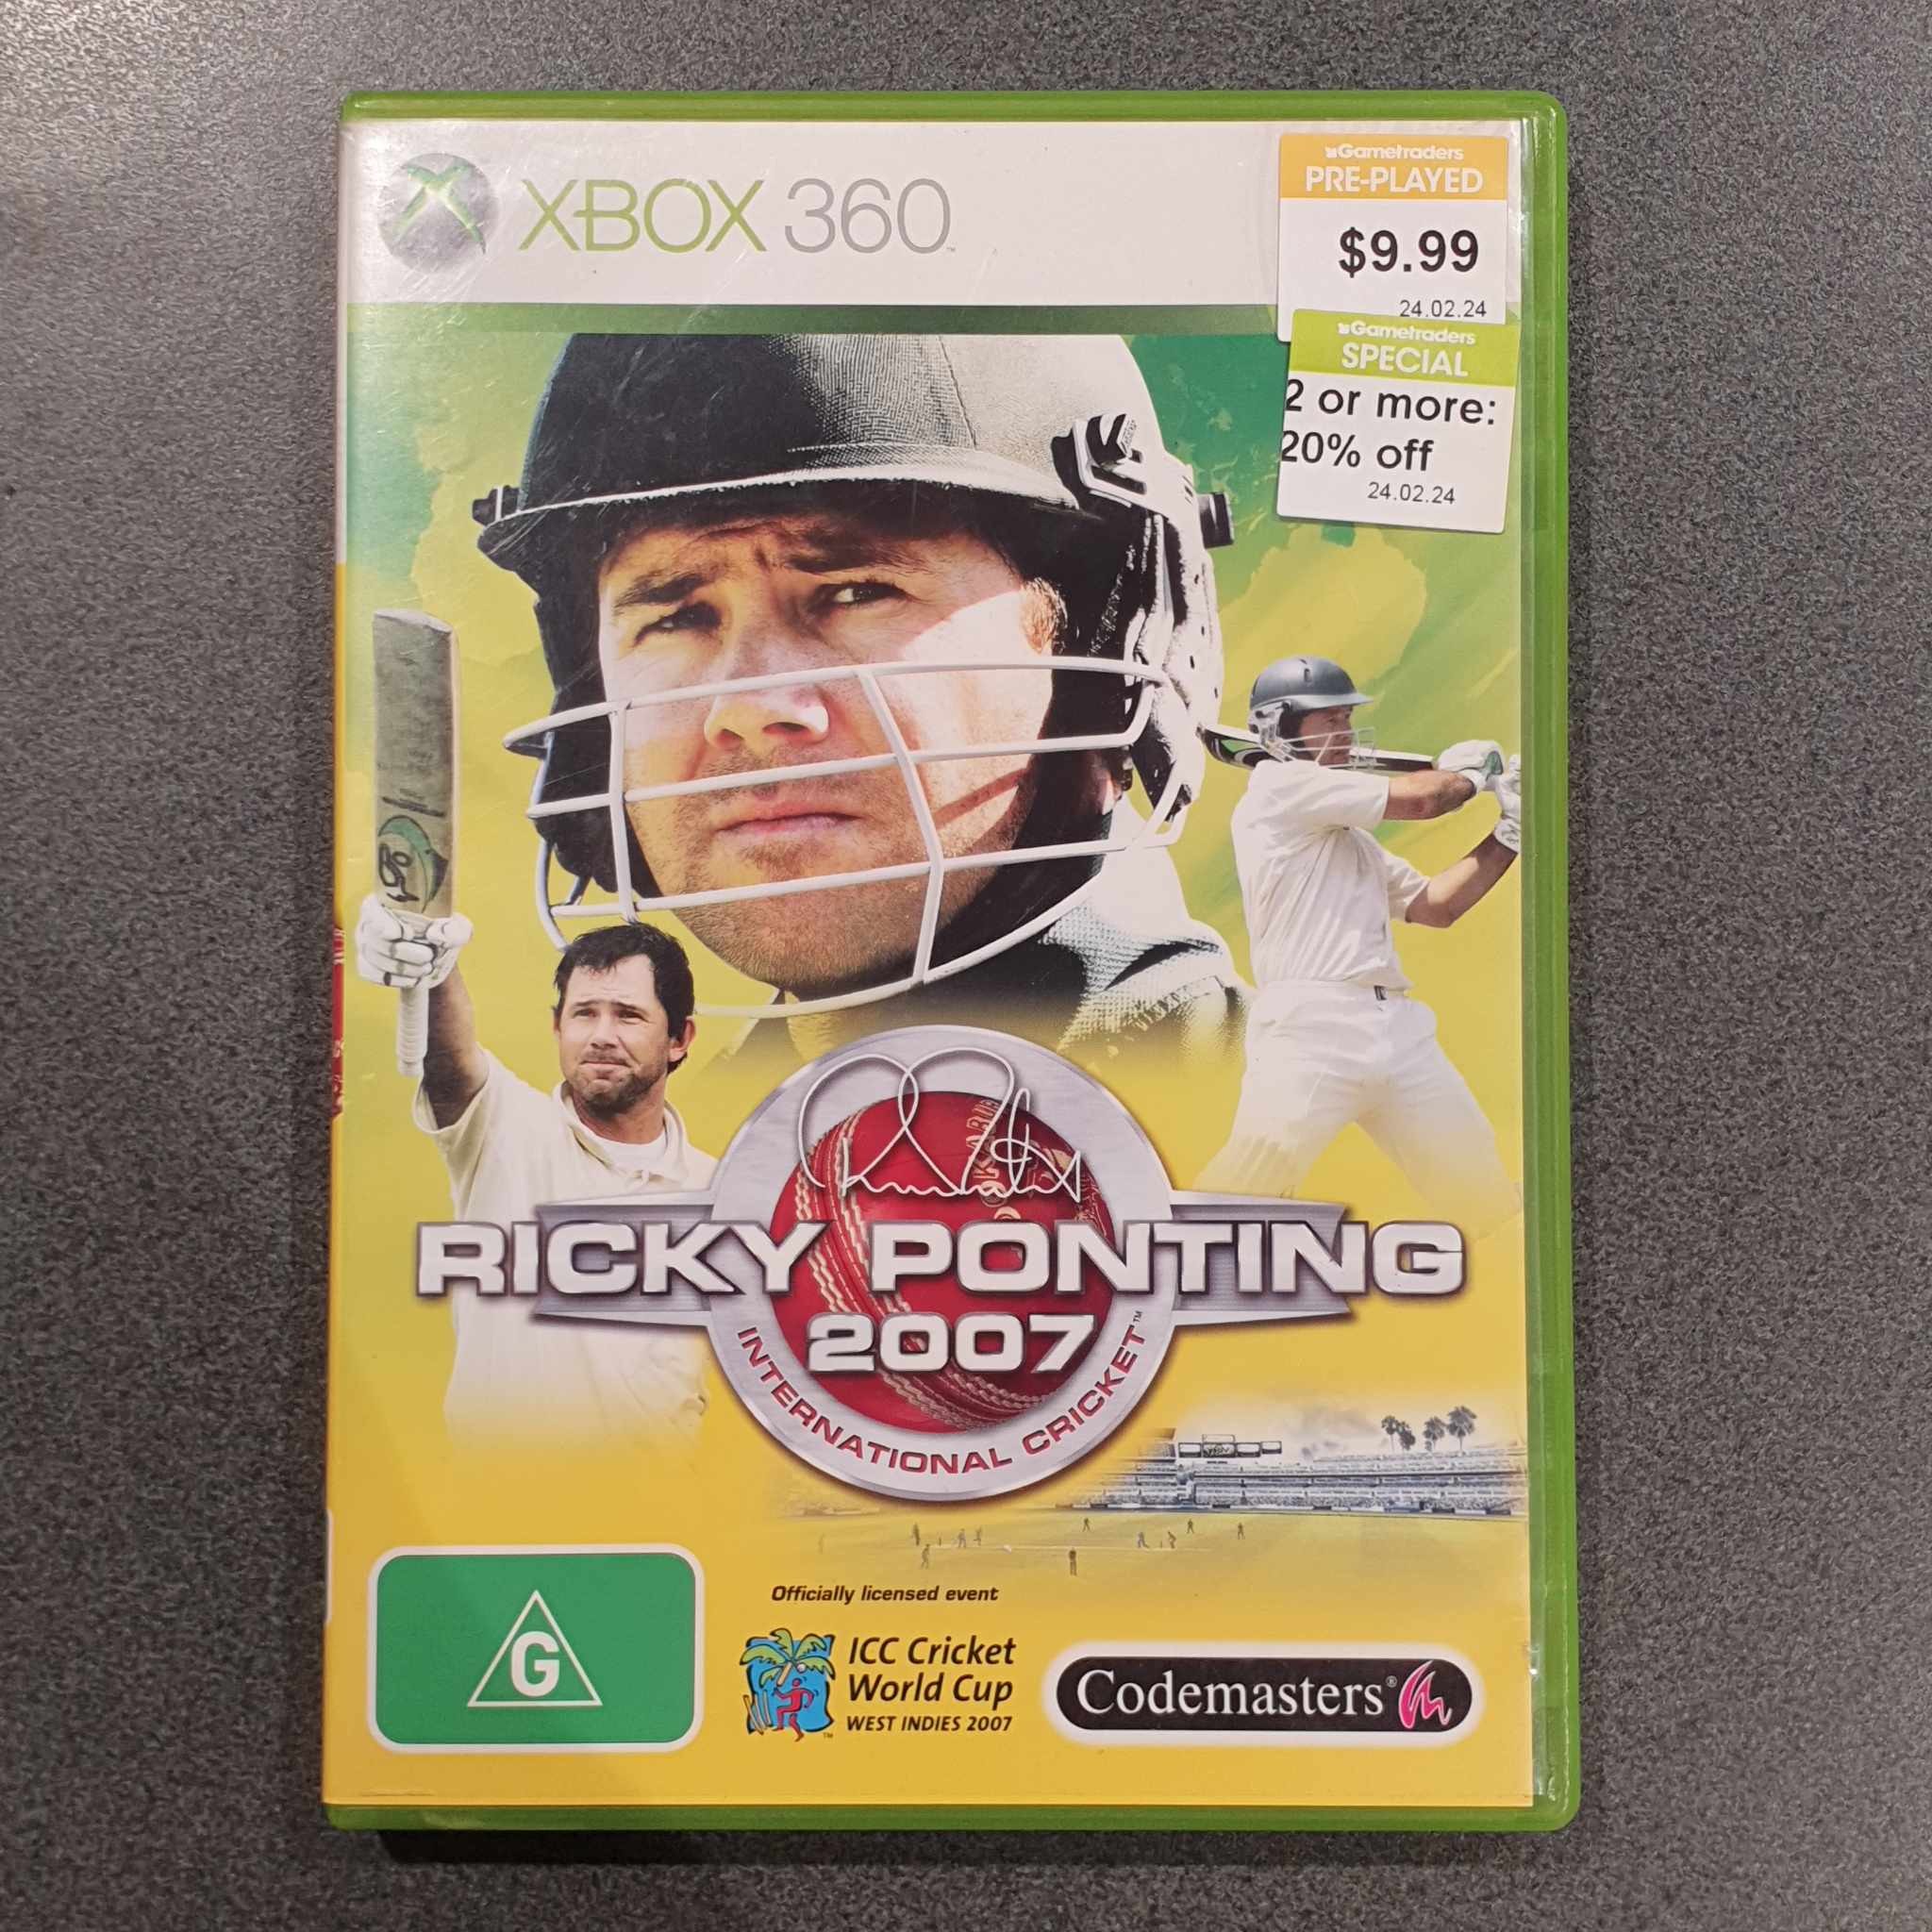 XBOX 360
Gametraders
PRE-PLAYED
$9.99
24.02.24
Gametraders
SPECIAL
2 or more:
20% off
24.02.24
RICKY PONTING
2007
INTERNATIONAL CRICKET™
Officially licensed event
ICC Cricket
World Cup
WEST INDIES 2007
G
Codemasters®